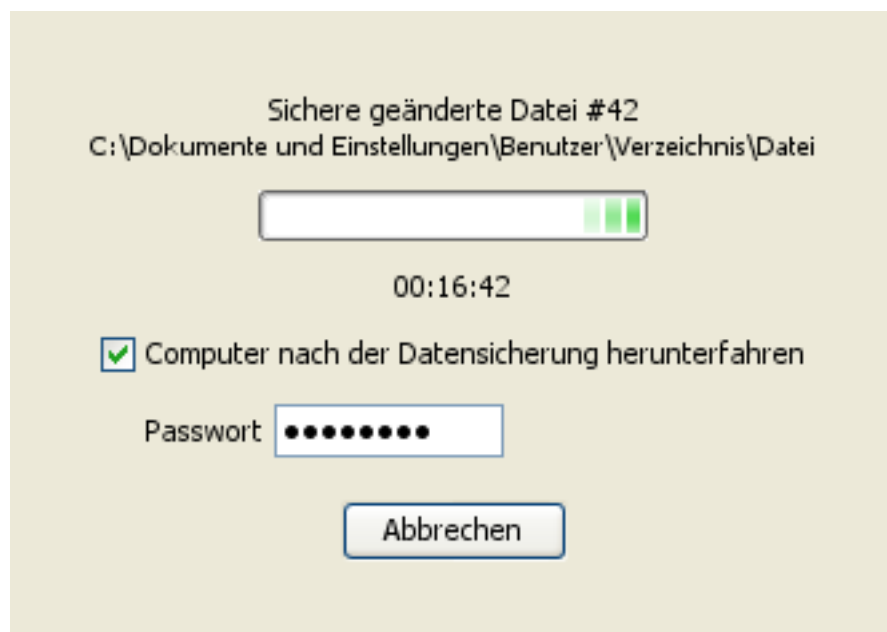 Sichere geänderte Datei #42
C:\Dokumente und Einstellungen\Benutzer\Verzeichnis\Datei
00:16:42
Computer nach der Datensicherung herunterfahren
Passwort ●●●●●●●●
Abbrechen